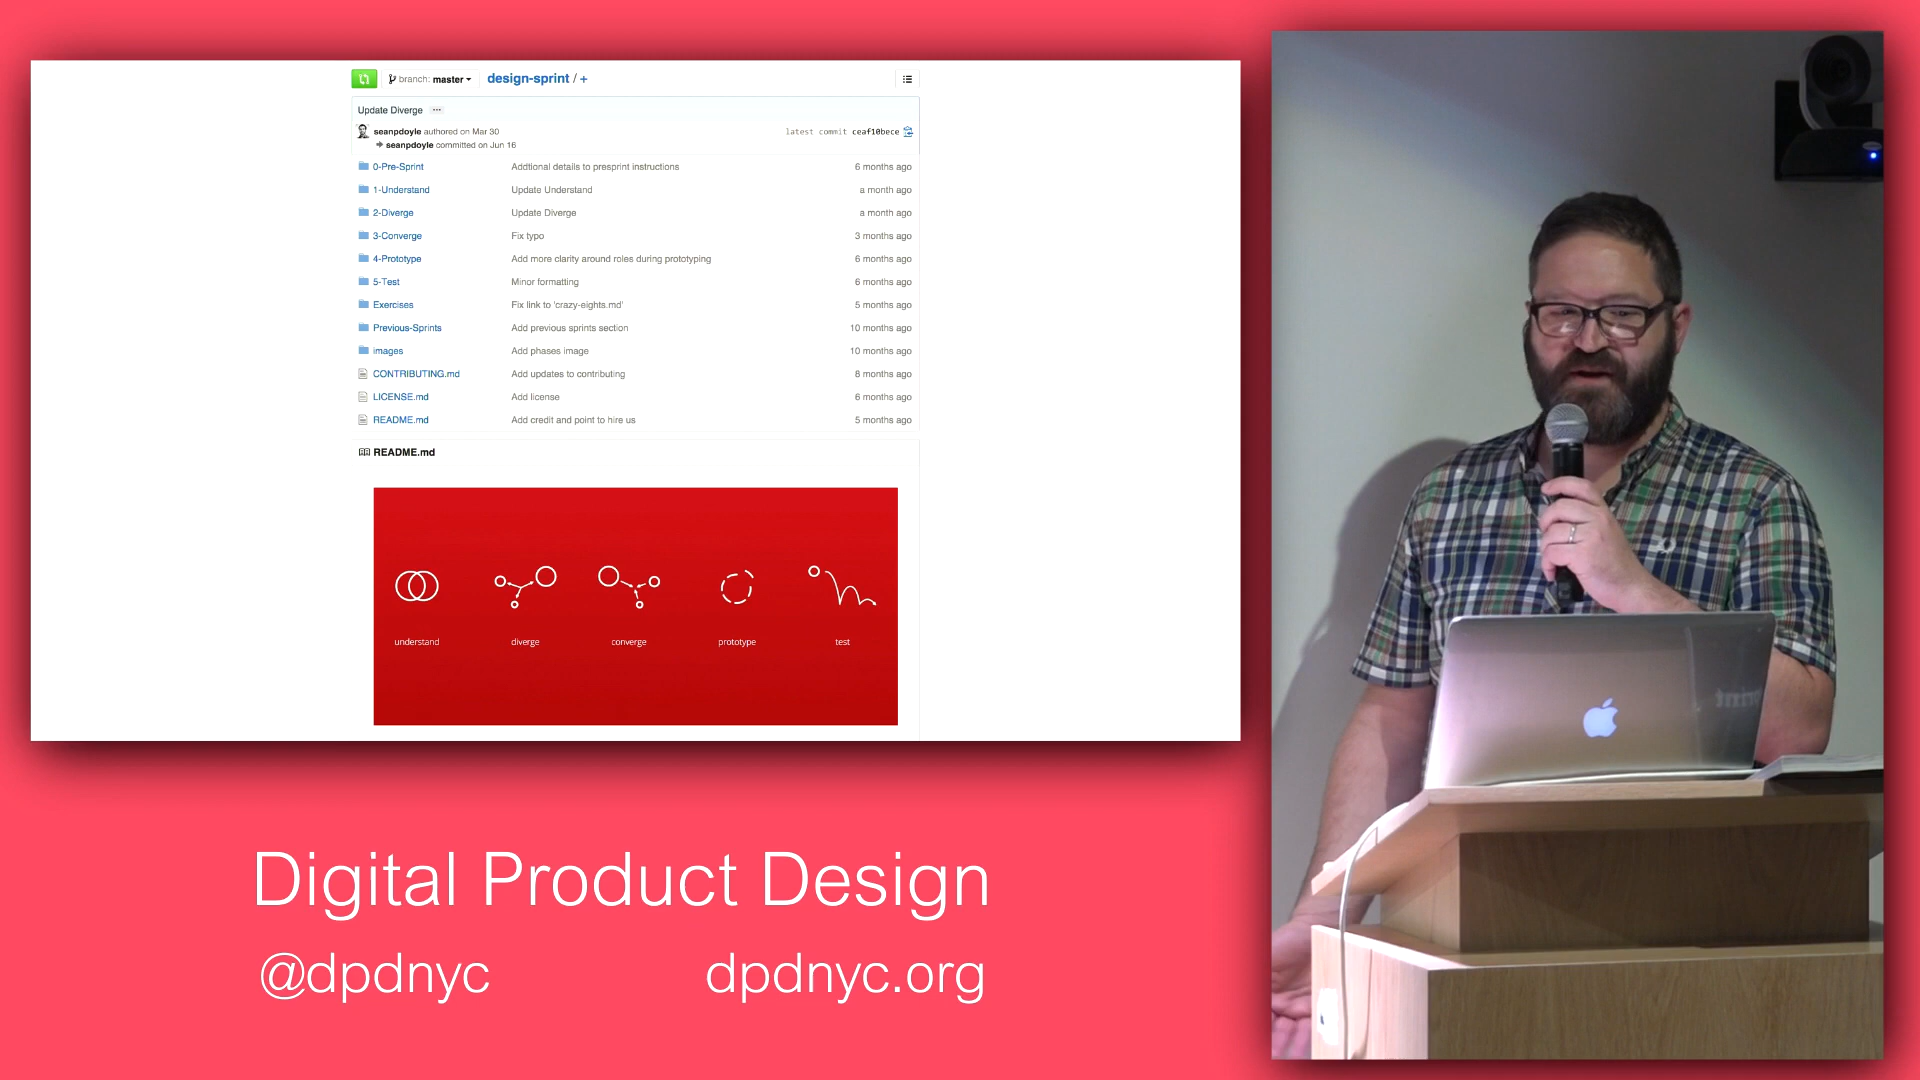 branch: master
design-sprint / +
Update Diverge ...
seanpdoyle authored on Mar 30
latest commit ceaf10bece
seanpdoyle committed on Jun 16
0-Pre-Sprint Addtional details to presprint instructions 6 months ago
1-Understand Update Understand a month ago
2-Diverge Update Diverge a month ago
3-Converge Fix typo 3 months ago
4-Prototype Add more clarity around roles during prototyping 6 months ago
5-Test Minor formatting 6 months ago
Exercises Fix link to 'crazy-eights.md' 5 months ago
Previous-Sprints Add previous sprints section 10 months ago
images Add phases image 10 months ago
CONTRIBUTING.md Add updates to contributing 8 months ago
LICENSE.md Add license 6 months ago
README.md Add credit and point to hire us 5 months ago
README.md
understand diverge converge prototype test
Digital Product Design
@dpdnyc dpdnyc.org